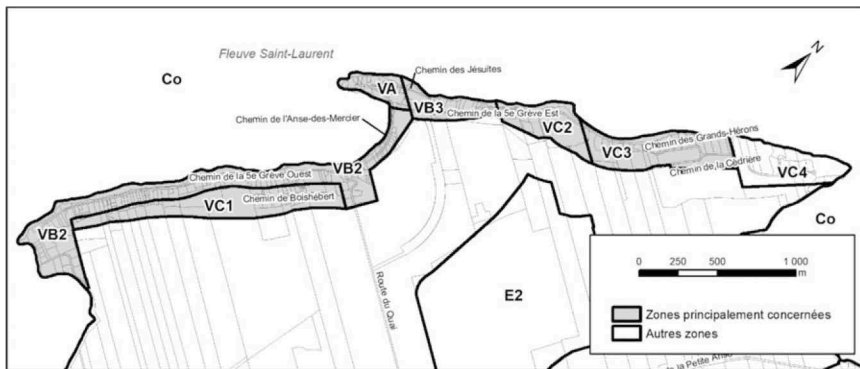 Fleuve Saint-Laurent
N
Co
Chemin des Jésuites
VA
VB3
Chemin de la 5e Grève Est
Chemin de l'Anse-des-Mercier
VC2
Chemin des Grands-Hérons
VC3
Chemin de la Cédrière
VC4
VB2
Chemin de la 5e Grève Ouest
VC1
Chemin de Boishébert
VB2
Co
Route du Quai
E2
0 250 500 1 000
m
Zones principalement concernées
Autres zones
de la Petite